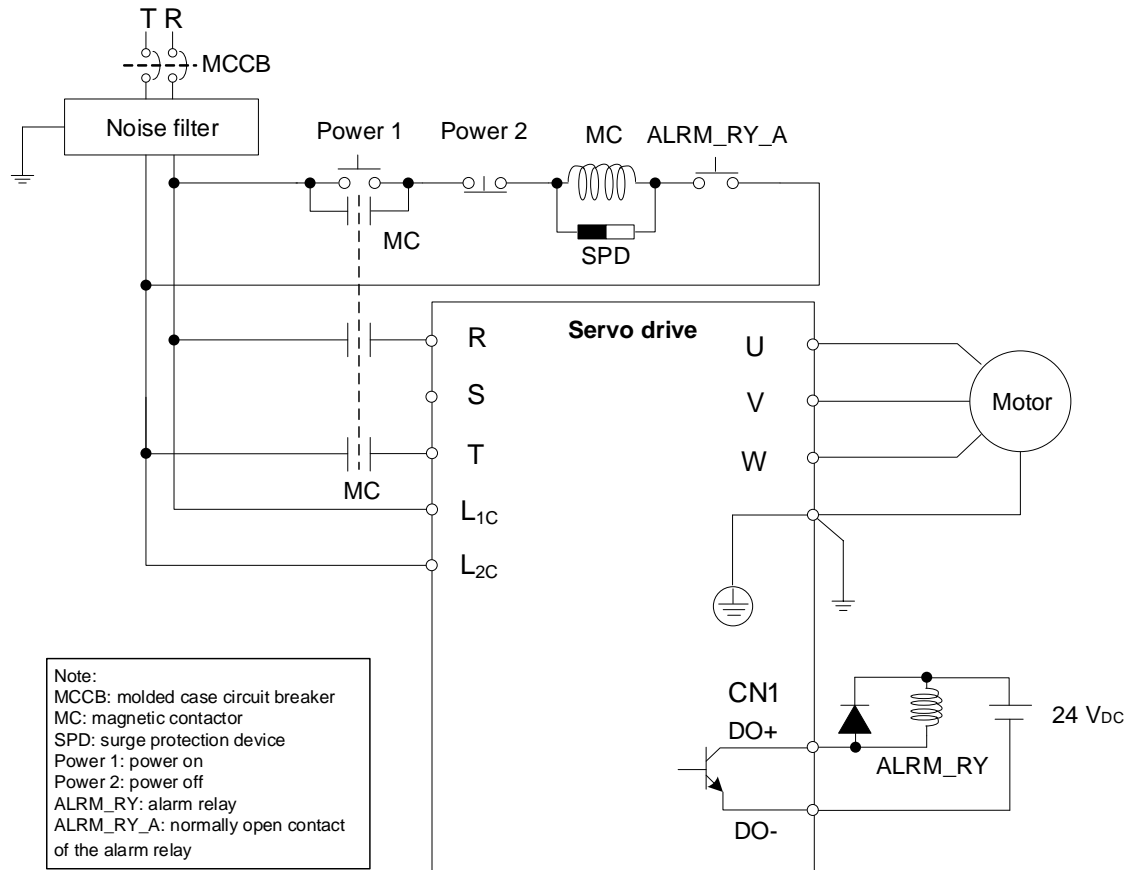 T R
MCCB
Noise filter
Power 1
Power 2
MC
ALRM_RY_A
MC
SPD
Servo drive
R
S
T
MC
L1C
L2C
U
V
W
Motor
CN1
DO+
DO-
ALRM_RY
24 VDC
Note:
MCCB: molded case circuit breaker
MC: magnetic contactor
SPD: surge protection device
Power 1: power on
Power 2: power off
ALRM_RY: alarm relay
ALRM_RY_A: normally open contact
of the alarm relay